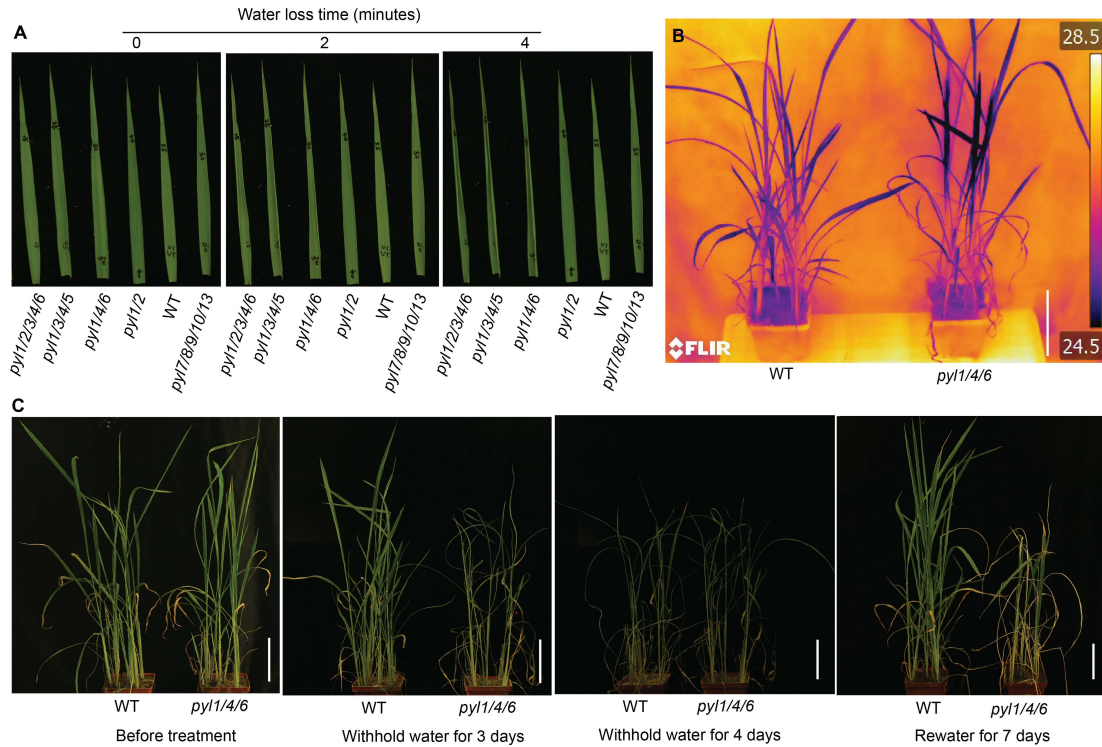 A
Water loss time (minutes)
0 2 4
pyl1/2/3/4/6 pyl1/3/4/5 pyl1/4/6 pyl1/2 WT pyl7/8/9/10/13
pyl1/2/3/4/6 pyl1/3/4/5 pyl1/4/6 pyl1/2 WT pyl7/8/9/10/13
pyl1/2/3/4/6 pyl1/3/4/5 pyl1/4/6 pyl1/2 WT pyl7/8/9/10/13
B
28.5
24.5
FLIR
WT pyl1/4/6
C
WT pyl1/4/6 WT pyl1/4/6 WT pyl1/4/6 WT pyl1/4/6
Before treatment Withhold water for 3 days Withhold water for 4 days Rewater for 7 days